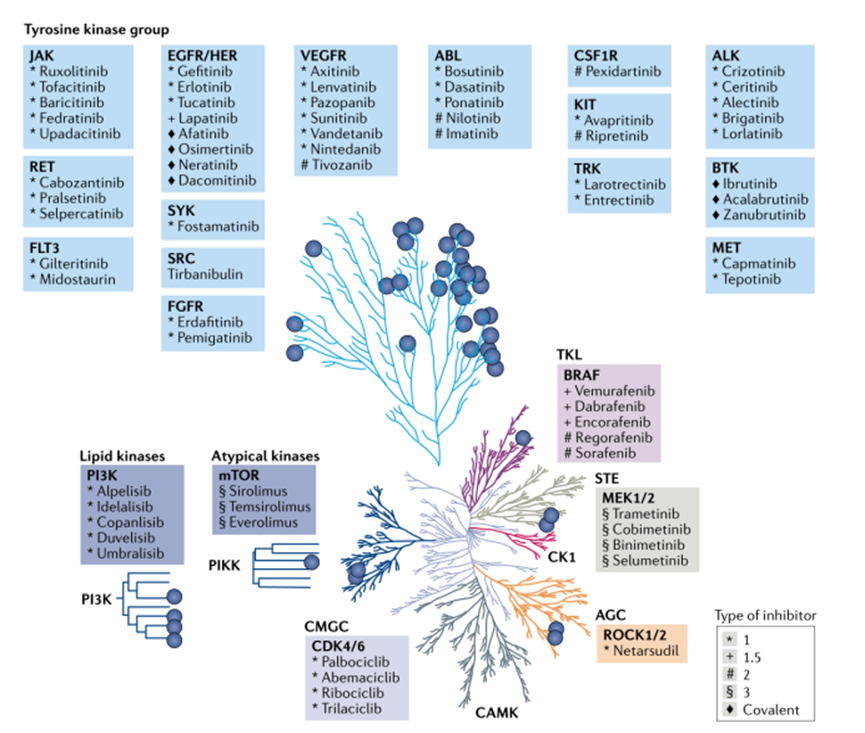 Tyrosine kinase group
JAK
* Ruxolitinib
* Tofacitinib
* Baricitinib
* Fedratinib
* Upadacitinib
RET
* Cabozantinib
* Pralsetinib
* Selpercatinib
FLT3
* Gilteritinib
* Midostaurin
EGFR/HER
* Gefitinib
* Erlotinib
* Tucatinib
+ Lapatinib
♦ Afatinib
♦ Osimertinib
♦ Neratinib
♦ Dacomitinib
SYK
* Fostamatinib
SRC
Tirbanibulin
FGFR
* Erdafitinib
* Pemigatinib
VEGFR
* Axitinib
* Lenvatinib
* Pazopanib
* Sunitinib
* Vandetanib
* Nintedanib
# Tivozanib
ABL
* Bosutinib
* Dasatinib
* Ponatinib
# Nilotinib
# Imatinib
CSF1R
# Pexidartinib
KIT
* Avapritinib
# Ripretinib
TRK
* Larotrectinib
* Entrectinib
ALK
* Crizotinib
* Ceritinib
* Alectinib
* Brigatinib
* Lorlatinib
BTK
♦ Ibrutinib
♦ Acalabrutinib
♦ Zanubrutinib
MET
* Capmatinib
* Tepotinib
TKL
BRAF
+ Vemurafenib
+ Dabrafenib
+ Encorafenib
# Regorafenib
# Sorafenib
Lipid kinases
PI3K
* Alpelisib
* Idelalisib
* Copanlisib
* Duvelisib
* Umbralisib
PI3K
Atypical kinases
mTOR
§ Sirolimus
§ Temsirolimus
§ Everolimus
PIKK
STE
MEK1/2
§ Trametinib
§ Cobimetinib
§ Binimetinib
§ Selumetinib
CK1
CMGC
CDK4/6
* Palbociclib
* Abemaciclib
* Ribociclib
* Trilaciclib
CAMK
AGC
ROCK1/2
* Netarsudil
Type of inhibitor
* 1
+ 1.5
# 2
§ 3
♦ Covalent